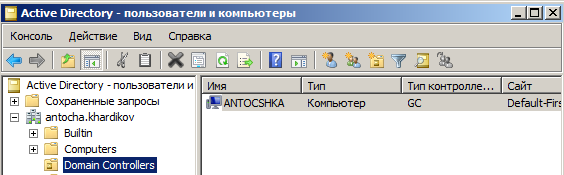 Active Directory - пользователи и компьютеры
Консоль Действие Вид Справка
Active Directory - пользователи и
Сохраненные запросы
antocha.khardikov
Builtin
Computers
Domain Controllers
Имя Тип Тип контролле... Сайт
ANTOCSHKA Компьютер GC Default-Firs